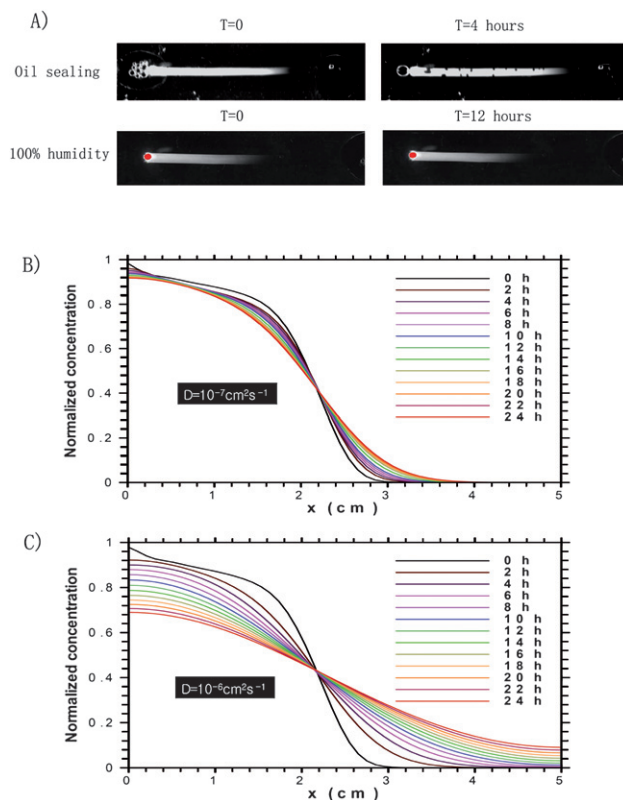 A)
T=0
T=4 hours
Oil sealing
T=0
T=12 hours
100% humidity
B)
Normalized concentration
1
0.8
0.6
0.4
0.2
0
0 h
2 h
4 h
6 h
8 h
10 h
12 h
14 h
16 h
18 h
20 h
22 h
24 h
D=10⁻⁷cm²s⁻¹
0
1
2
3
4
5
x (cm)
C)
Normalized concentration
1
0.8
0.6
0.4
0.2
0
0 h
2 h
4 h
6 h
8 h
10 h
12 h
14 h
16 h
18 h
20 h
22 h
24 h
D=10⁻⁶cm²s⁻¹
0
1
2
3
4
5
x (cm)